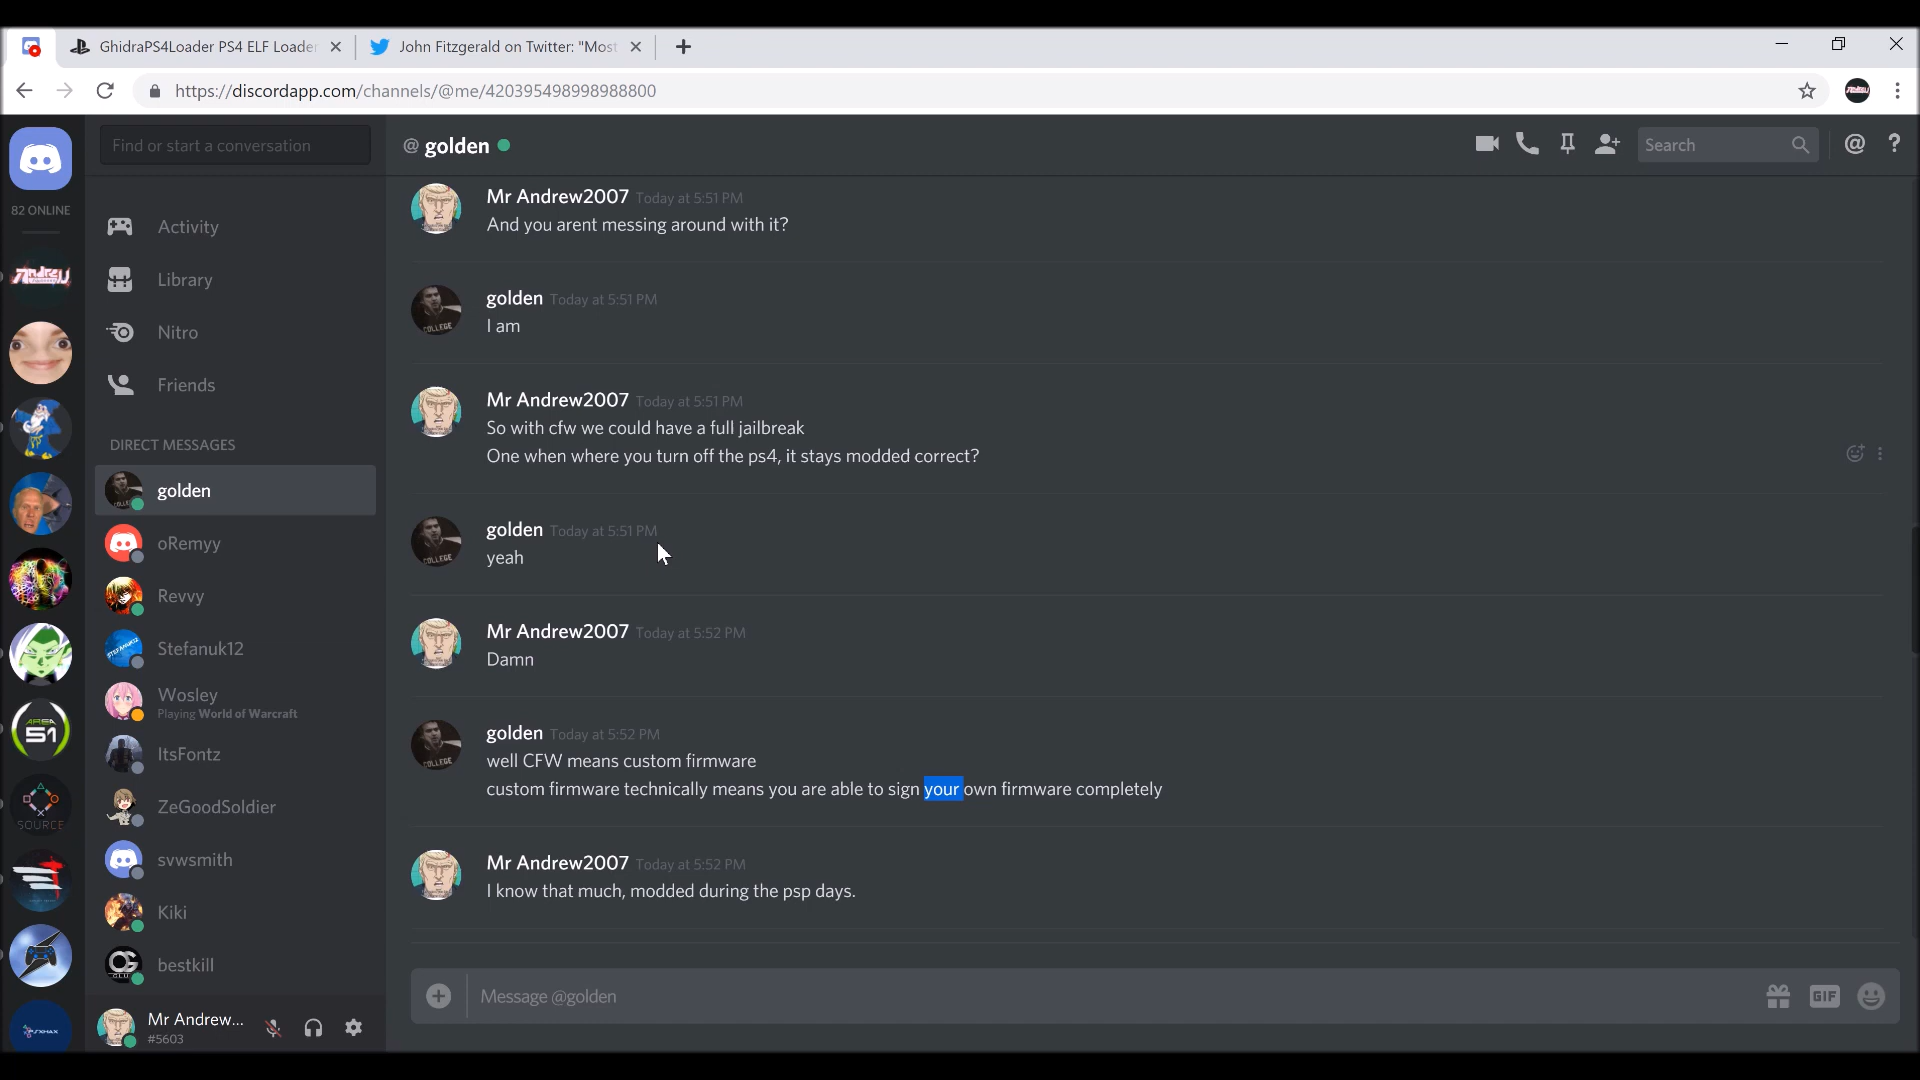 GhidraPS4Loader PS4 ELF Loade
John Fitzgerald on Twitter: "Most
https://discordapp.com/channels/@me/420395498998988800
Find or start a conversation
@ golden
Search
82 ONLINE
Activity
Library
Nitro
Friends
DIRECT MESSAGES
golden
oRemyy
Revvy
Stefanuk12
Wosley
Playing World of Warcraft
ItsFontz
ZeGoodSoldier
svwsmith
Kiki
bestkill
Mr Andrew...
#5603
AREA
51
SOURCE
Mr Andrew2007 Today at 5:51 PM
And you arent messing around with it?
golden Today at 5:51 PM
I am
Mr Andrew2007 Today at 5:51 PM
So with cfw we could have a full jailbreak
One when where you turn off the ps4, it stays modded correct?
golden Today at 5:51 PM
yeah
Mr Andrew2007 Today at 5:52 PM
Damn
golden Today at 5:52 PM
well CFW means custom firmware
custom firmware technically means you are able to sign your own firmware completely
Mr Andrew2007 Today at 5:52 PM
I know that much, modded during the psp days.
Message @golden
GIF